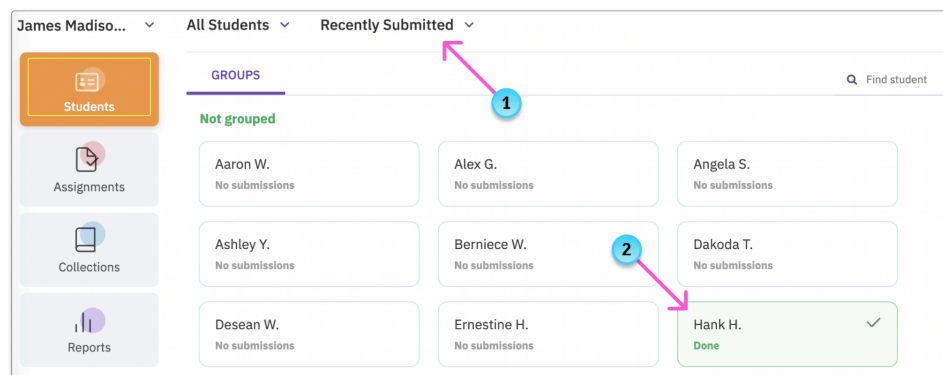 James Madiso...
All Students
Recently Submitted
Students
Assignments
Collections
Reports
GROUPS
Find student
1
Not grouped
Aaron W.
No submissions
Alex G.
No submissions
Angela S.
No submissions
Ashley Y.
No submissions
Berniece W.
No submissions
2
Dakoda T.
No submissions
Desean W.
No submissions
Ernestine H.
No submissions
Hank H.
Done